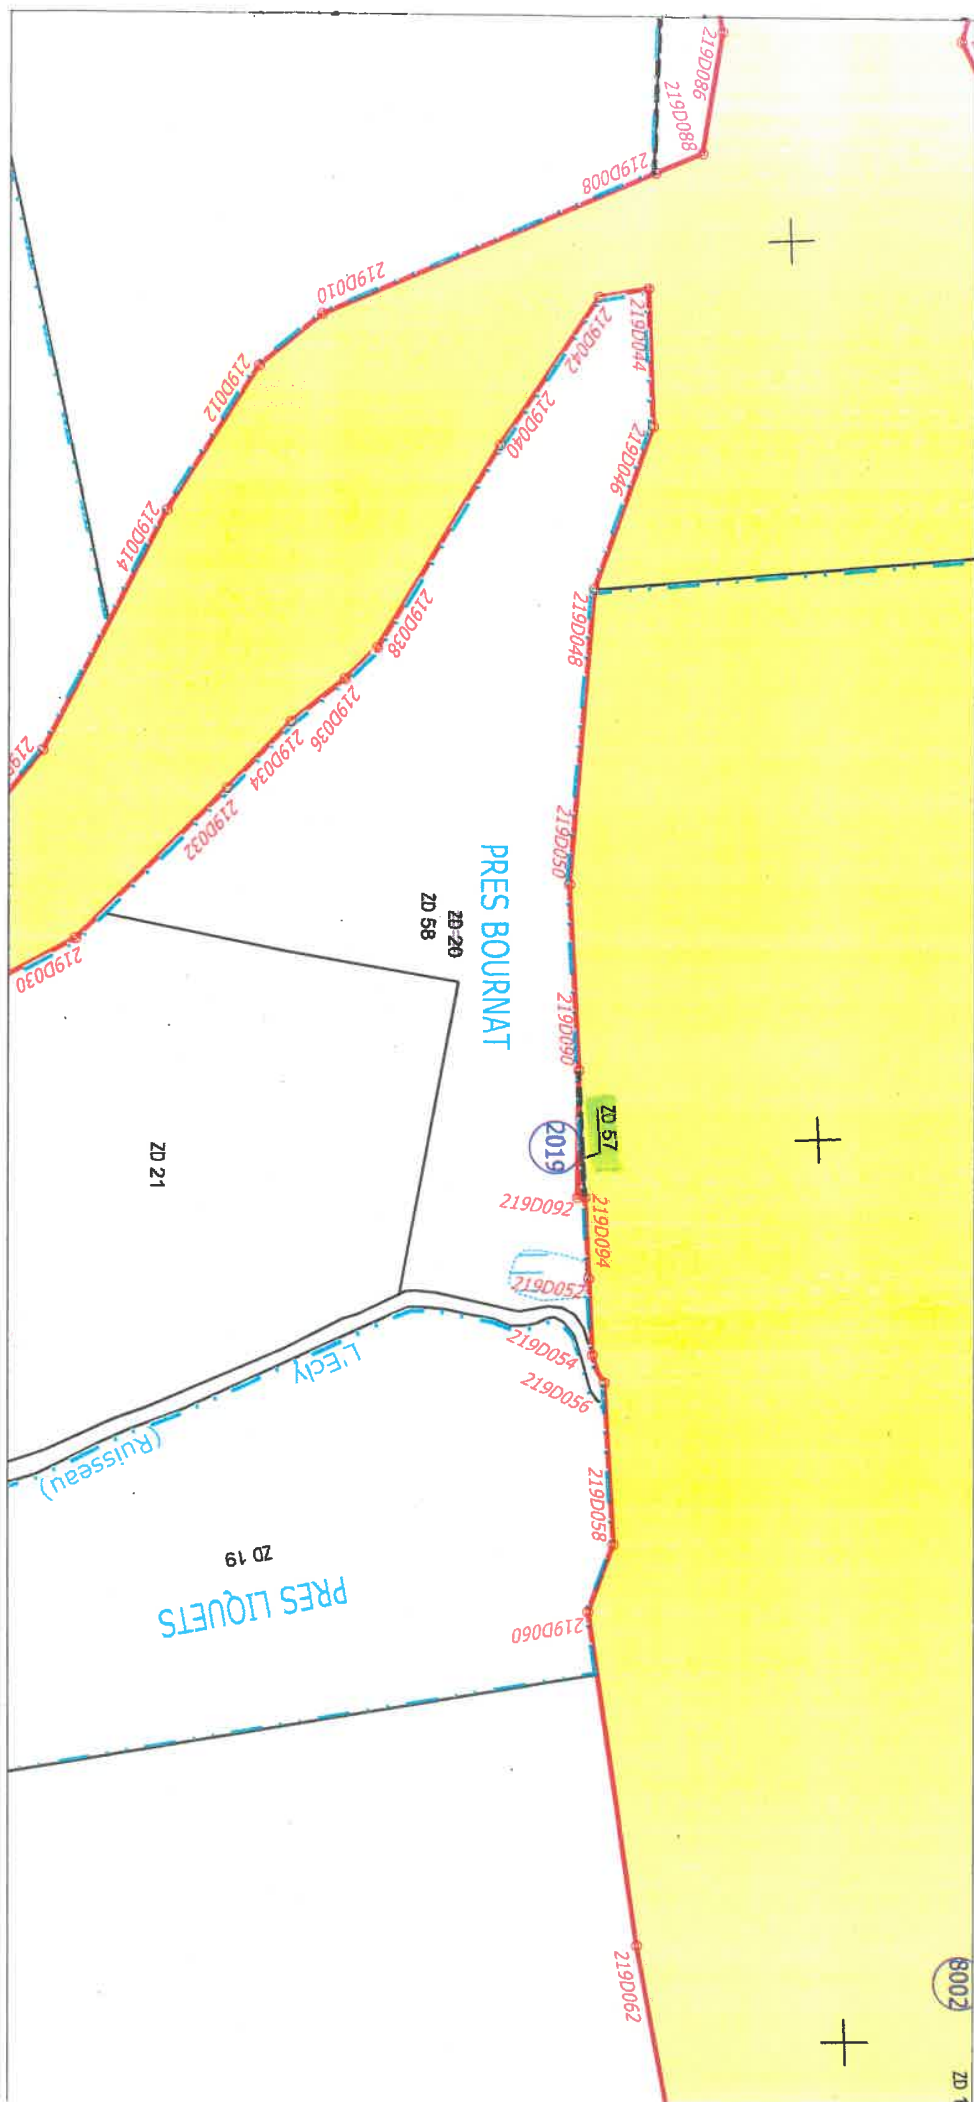 219D086
219D088
219D008
219D010
219D012
219D014
219D044
219D042
219D040
219D046
219D038
219D036
219D034
219D032
219D030
219D048
219D050
219D090
ZD 20
ZD 58
PRES BOURNAT
ZD 57
2019
219D092
219D094
219D052
219D054
219D056
219D058
219D060
219D062
ZD 21
L'Ecly
(Ruisseau)
ZD 19
PRES LIQUETS
8002
ZD 1